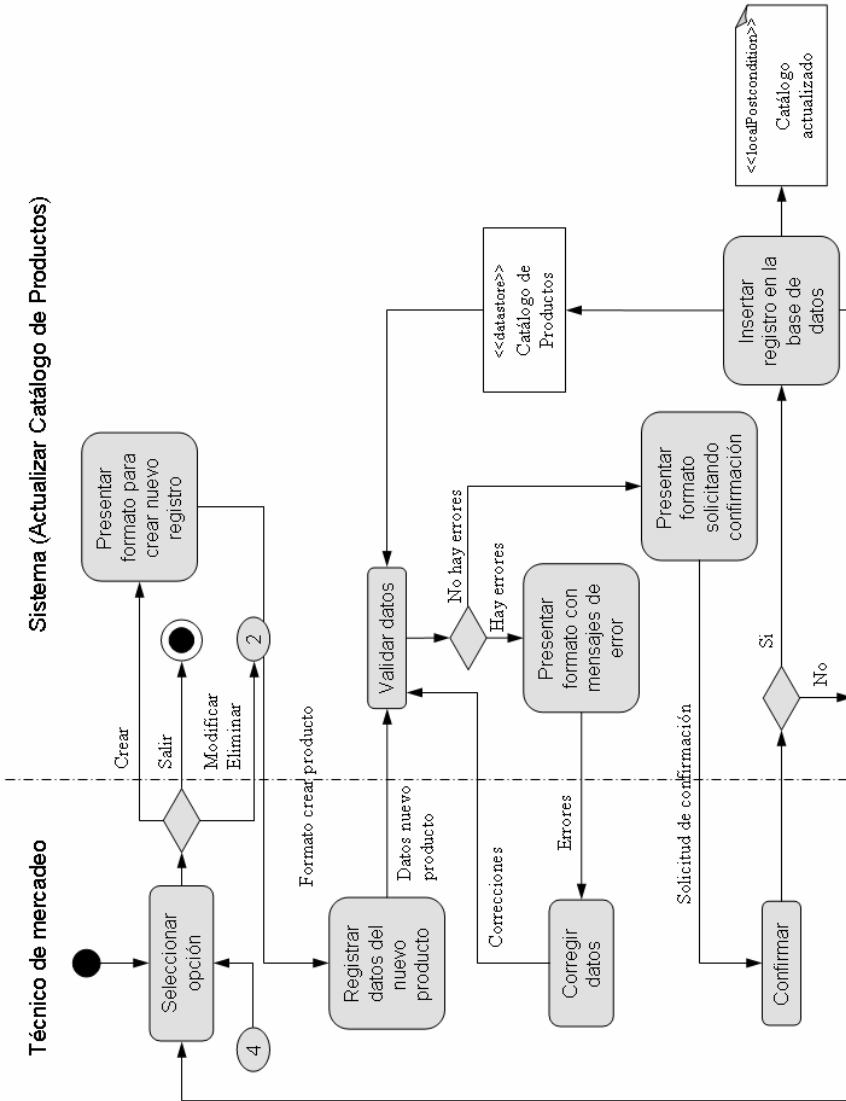 Técnico de mercadeo
Sistema (Actualizar Catálogo de Productos)
Seleccionar
opción
4
Crear
Salir
Modificar
Eliminar
Presentar
formato para
crear nuevo
registro
2
Formato crear producto
Registrar
datos del
nuevo
producto
Datos nuevo
producto
Validar datos
Correcciones
No hay errores
Hay errores
<<datastore>>
Catálogo de
Productos
Corregir
datos
Errores
Presentar
formato con
mensajes de
error
Presentar
formato
solicitando
confirmación
Solicitud de confirmación
Confirmar
Si
No
Insertar
registro en la
base de
datos
<<localPostcondition>>
Catálogo
actualizado